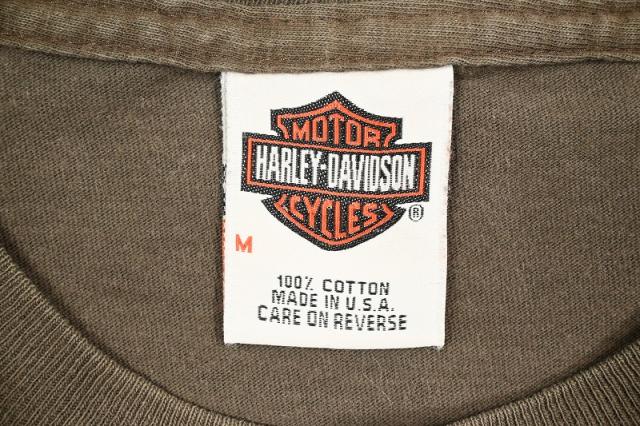 MOTOR
HARLEY-DAVIDSON
CYCLES
®
M
100% COTTON
MADE IN U.S.A.
CARE ON REVERSE